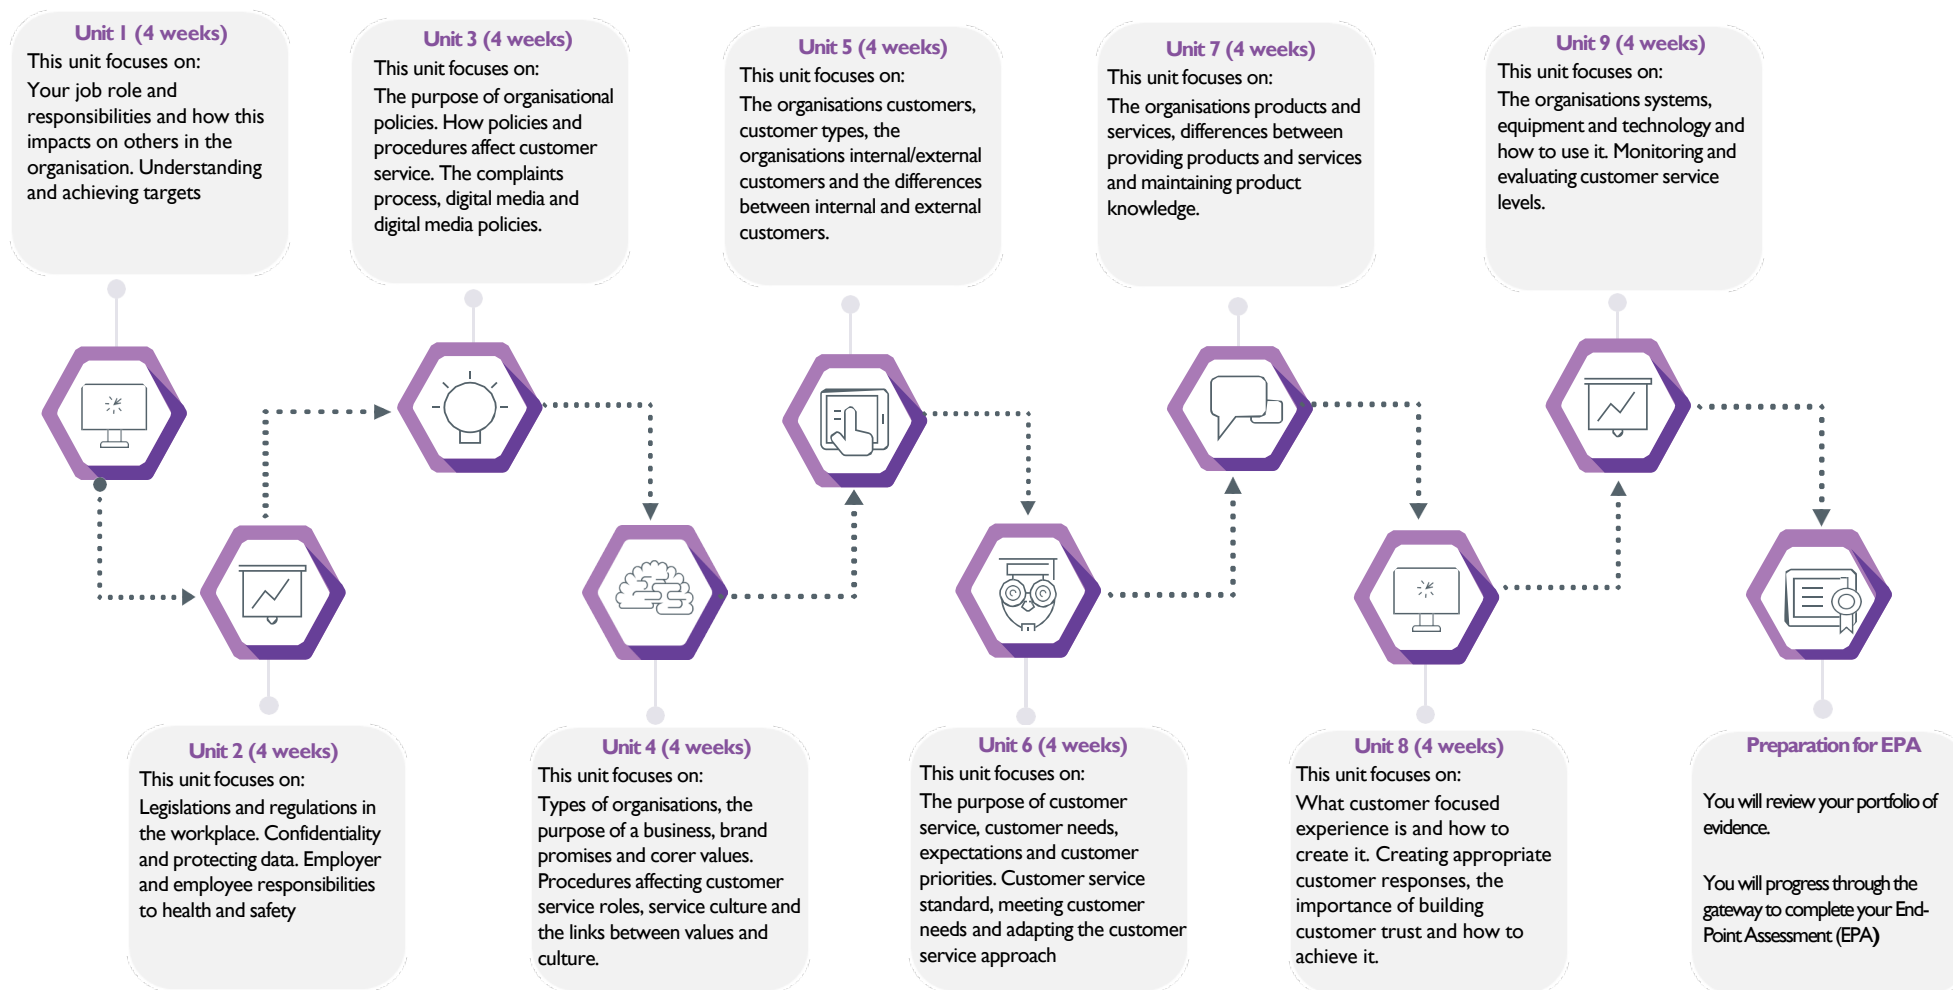 Unit 1 (4 weeks)
This unit focuses on:
Your job role and
responsibilities and how this
impacts on others in the
organisation. Understanding
and achieving targets
Unit 2 (4 weeks)
This unit focuses on:
Legislations and regulations in
the workplace. Confidentiality
and protecting data. Employer
and employee responsibilities
to health and safety
Unit 3 (4 weeks)
This unit focuses on:
The purpose of organisational
policies. How policies and
procedures affect customer
service. The complaints
process, digital media and
digital media policies.
Unit 4 (4 weeks)
This unit focuses on:
Types of organisations, the
purpose of a business, brand
promises and corer values.
Procedures affecting customer
service roles, service culture and
the links between values and
culture.
Unit 5 (4 weeks)
This unit focuses on:
The organisations customers,
customer types, the
organisations internal/external
customers and the differences
between internal and external
customers.
Unit 6 (4 weeks)
This unit focuses on:
The purpose of customer
service, customer needs,
expectations and customer
priorities. Customer service
standard, meeting customer
needs and adapting the customer
service approach
Unit 7 (4 weeks)
This unit focuses on:
The organisations products and
services, differences between
providing products and services
and maintaining product
knowledge.
Unit 8 (4 weeks)
This unit focuses on:
What customer focused
experience is and how to
create it. Creating appropriate
customer responses, the
importance of building
customer trust and how to
achieve it.
Unit 9 (4 weeks)
This unit focuses on:
The organisations systems,
equipment and technology and
how to use it. Monitoring and
evaluating customer service
levels.
Preparation for EPA
You will review your portfolio of
evidence.
You will progress through the
gateway to complete your End-
Point Assessment (EPA)